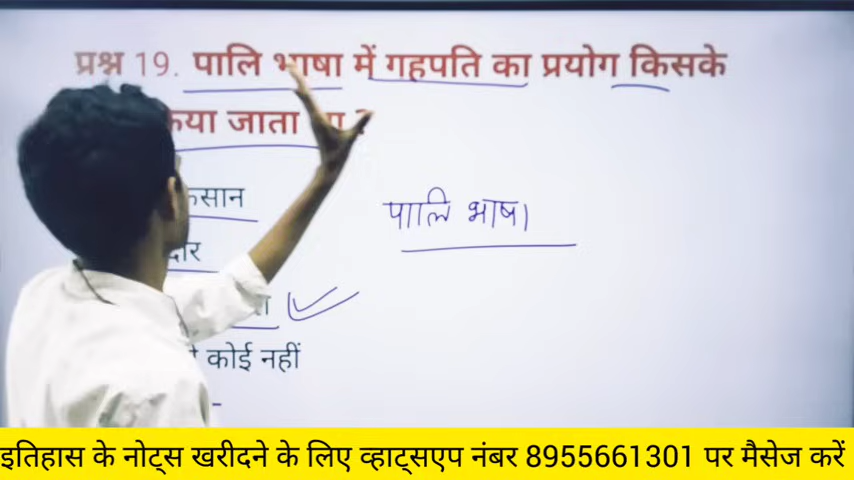 प्रश्न 19. पालि भाषा में गहपति का प्रयोग किसके
जाता
पालि भाषा
कोई नहीं
इतिहास के नोट्स खरीदने के लिए व्हाट्सएप नंबर 8955661301 पर मैसेज करें